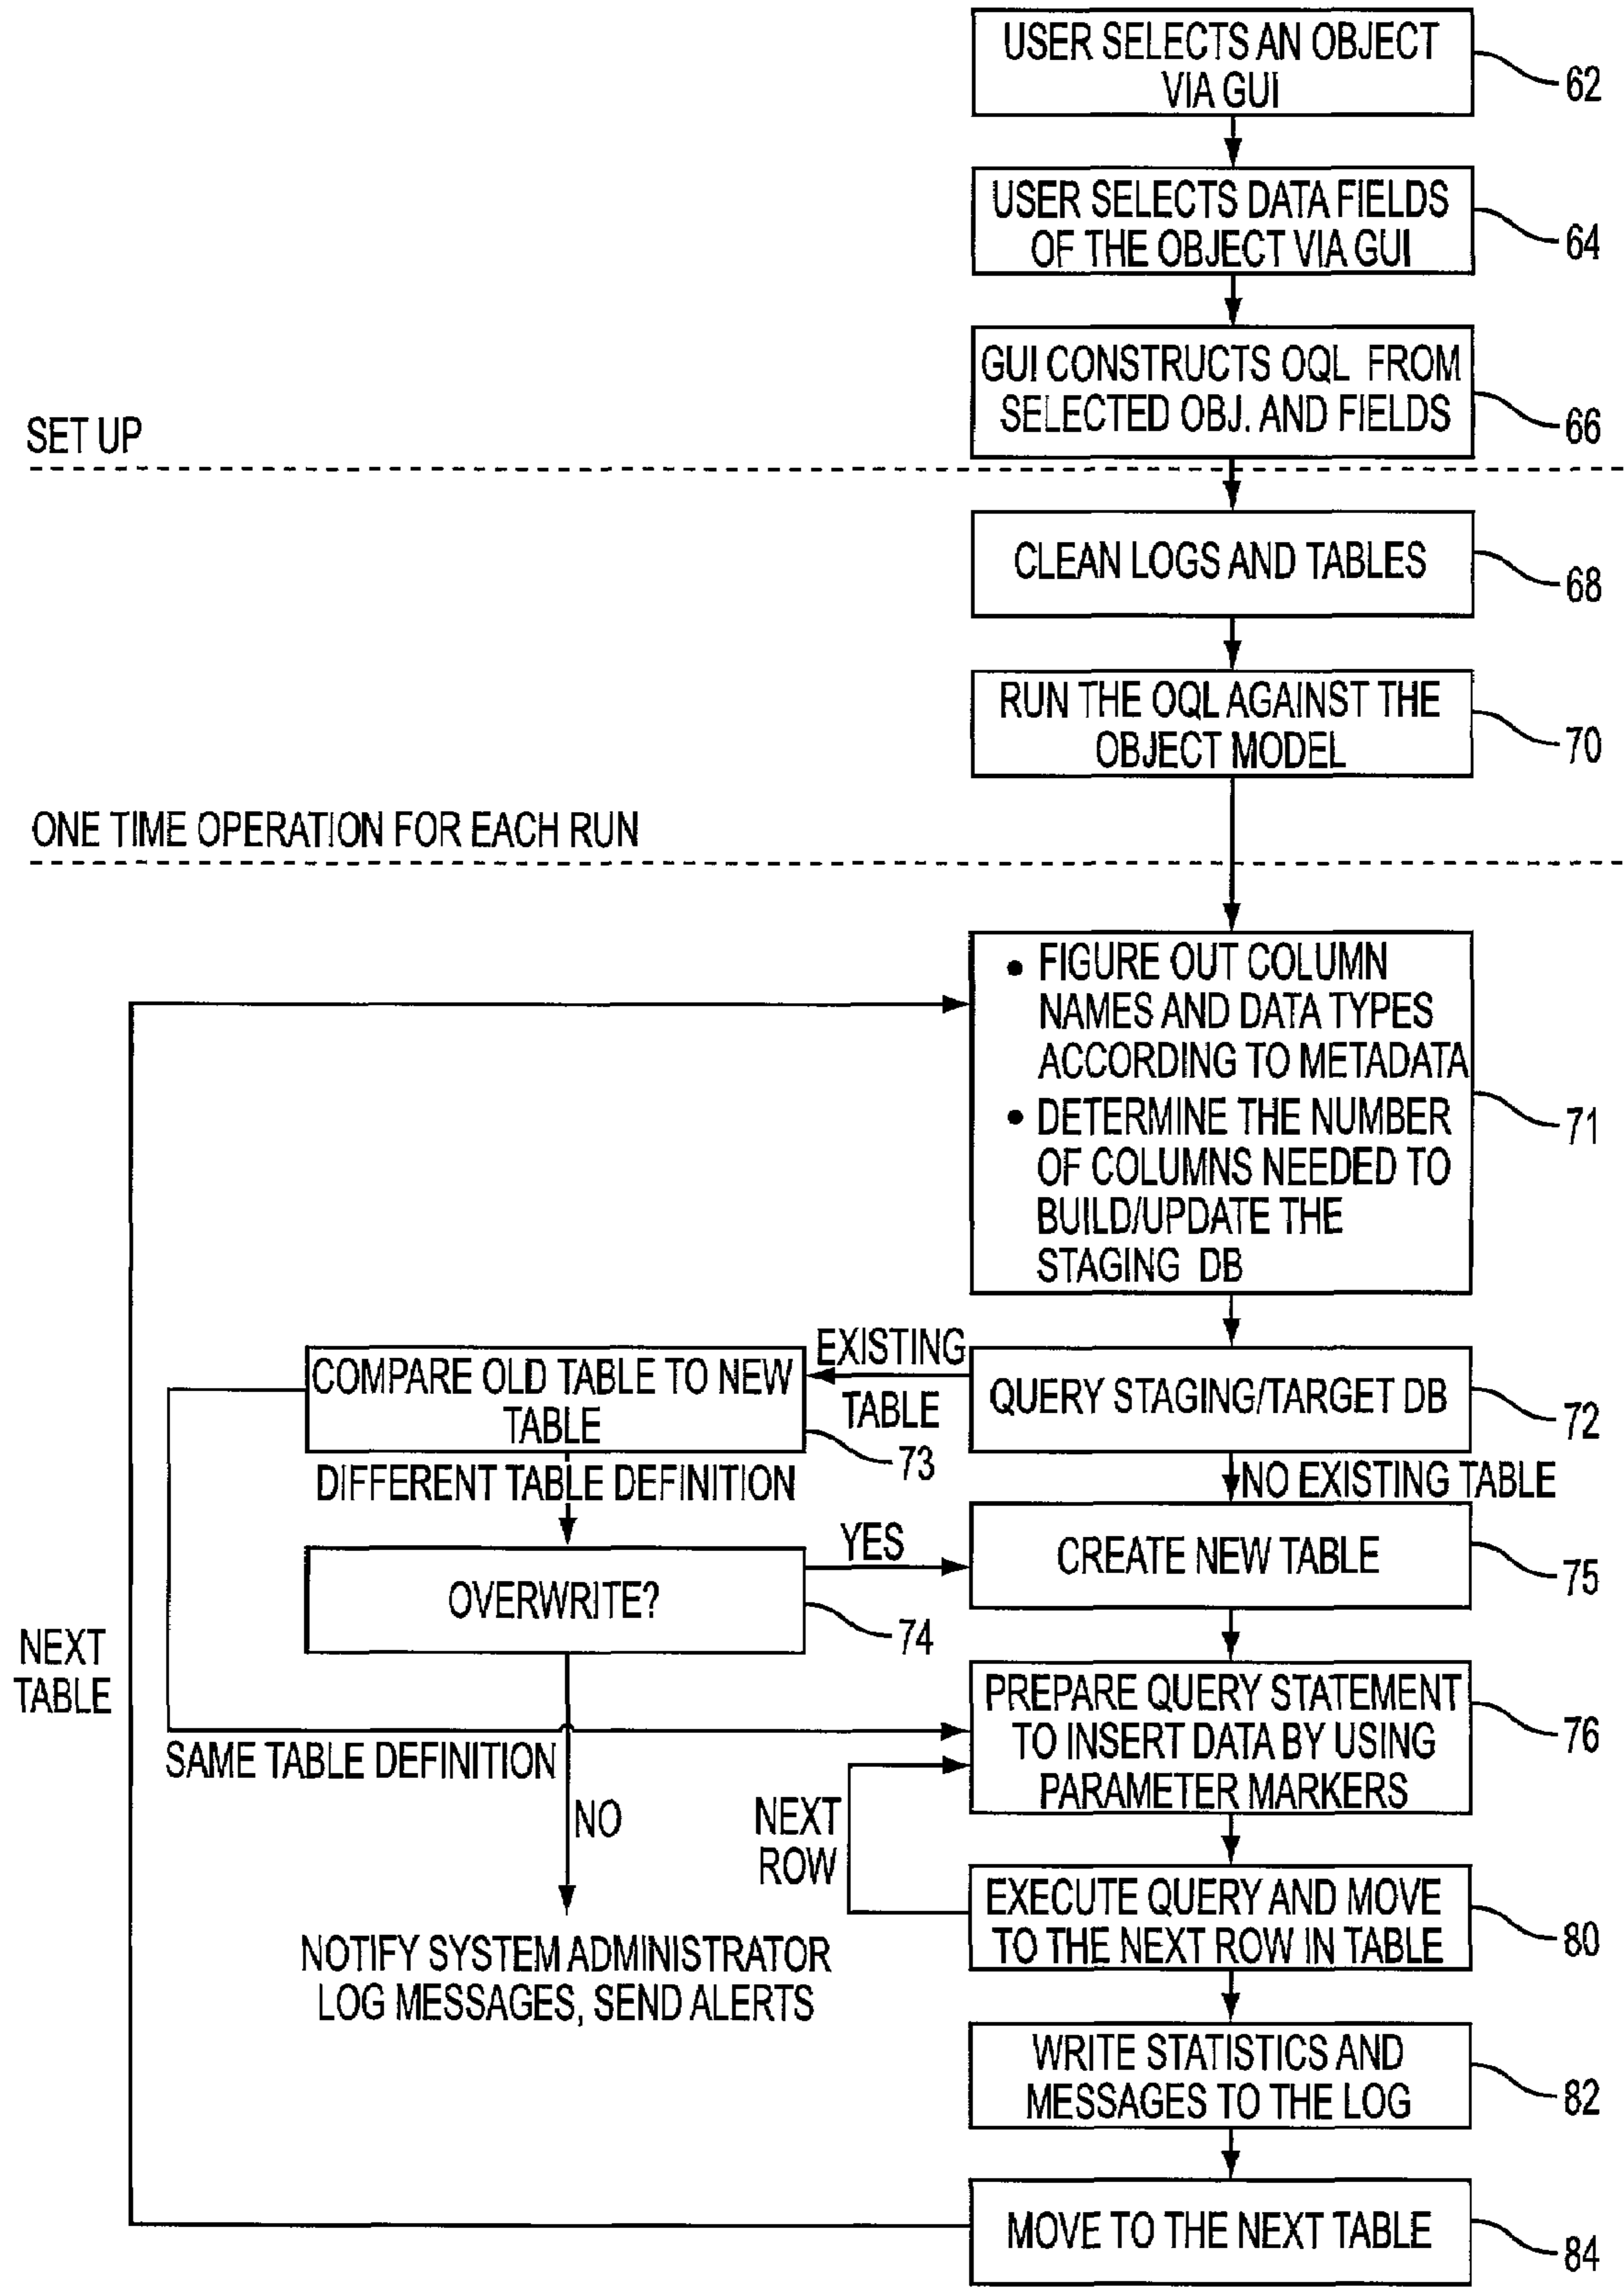 USER SELECTS AN OBJECT
VIA GUI
62
USER SELECTS DATA FIELDS
OF THE OBJECT VIA GUI
64
GUI CONSTRUCTS OQL FROM
SELECTED OBJ. AND FIELDS
66
SET UP
CLEAN LOGS AND TABLES
68
RUN THE OQL AGAINST THE
OBJECT MODEL
70
ONE TIME OPERATION FOR EACH RUN
• FIGURE OUT COLUMN
NAMES AND DATA TYPES
ACCORDING TO METADATA
• DETERMINE THE NUMBER
OF COLUMNS NEEDED TO
BUILD/UPDATE THE
STAGING DB
71
EXISTING
TABLE
COMPARE OLD TABLE TO NEW
TABLE
73
QUERY STAGING/TARGET DB
72
DIFFERENT TABLE DEFINITION
NO EXISTING TABLE
YES
CREATE NEW TABLE
75
OVERWRITE?
74
NEXT
TABLE
PREPARE QUERY STATEMENT
TO INSERT DATA BY USING
PARAMETER MARKERS
76
SAME TABLE DEFINITION
NO
NEXT
ROW
EXECUTE QUERY AND MOVE
TO THE NEXT ROW IN TABLE
80
NOTIFY SYSTEM ADMINISTRATOR
LOG MESSAGES, SEND ALERTS
WRITE STATISTICS AND
MESSAGES TO THE LOG
82
MOVE TO THE NEXT TABLE
84